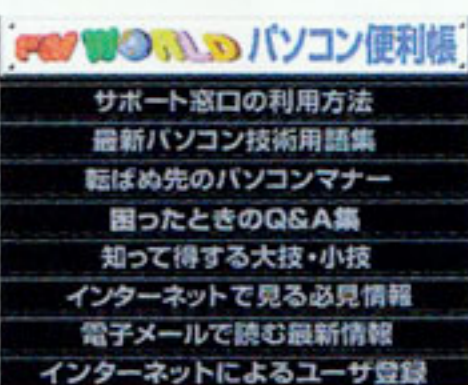 FM WORLD パソコン便利帳
サポート窓口の利用方法
最新パソコン技術用語集
転ばぬ先のパソコンマナー
困ったときのQ&A集
知って得する大技・小技
インターネットで見る必見情報
電子メールで読む最新情報
インターネットによるユーザ登録